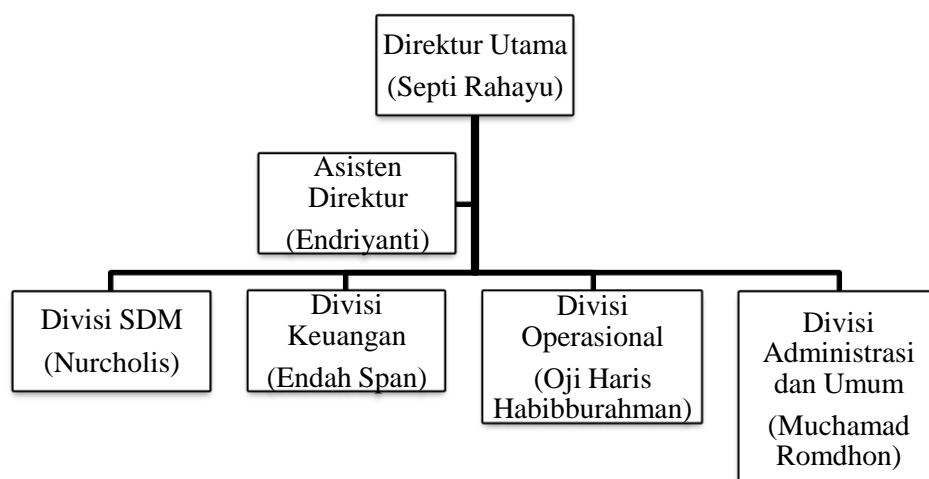 Direktur Utama
(Septi Rahayu)
Asisten
Direktur
(Endriyanti)
Divisi SDM
(Nurcholis)
Divisi
Keuangan
(Endah Span)
Divisi
Operasional
(Oji Haris
Habibburahman)
Divisi
Administrasi
dan Umum
(Muchamad
Romdhon)